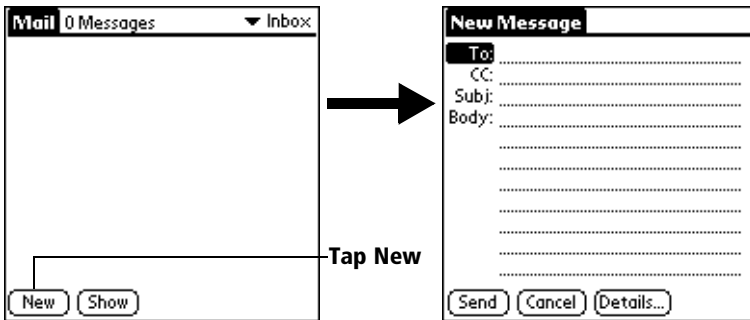 Mail 0 Messages Inbox
Tap New
New Show
New Message
To:
CC:
Subj:
Body:
Send Cancel Details...